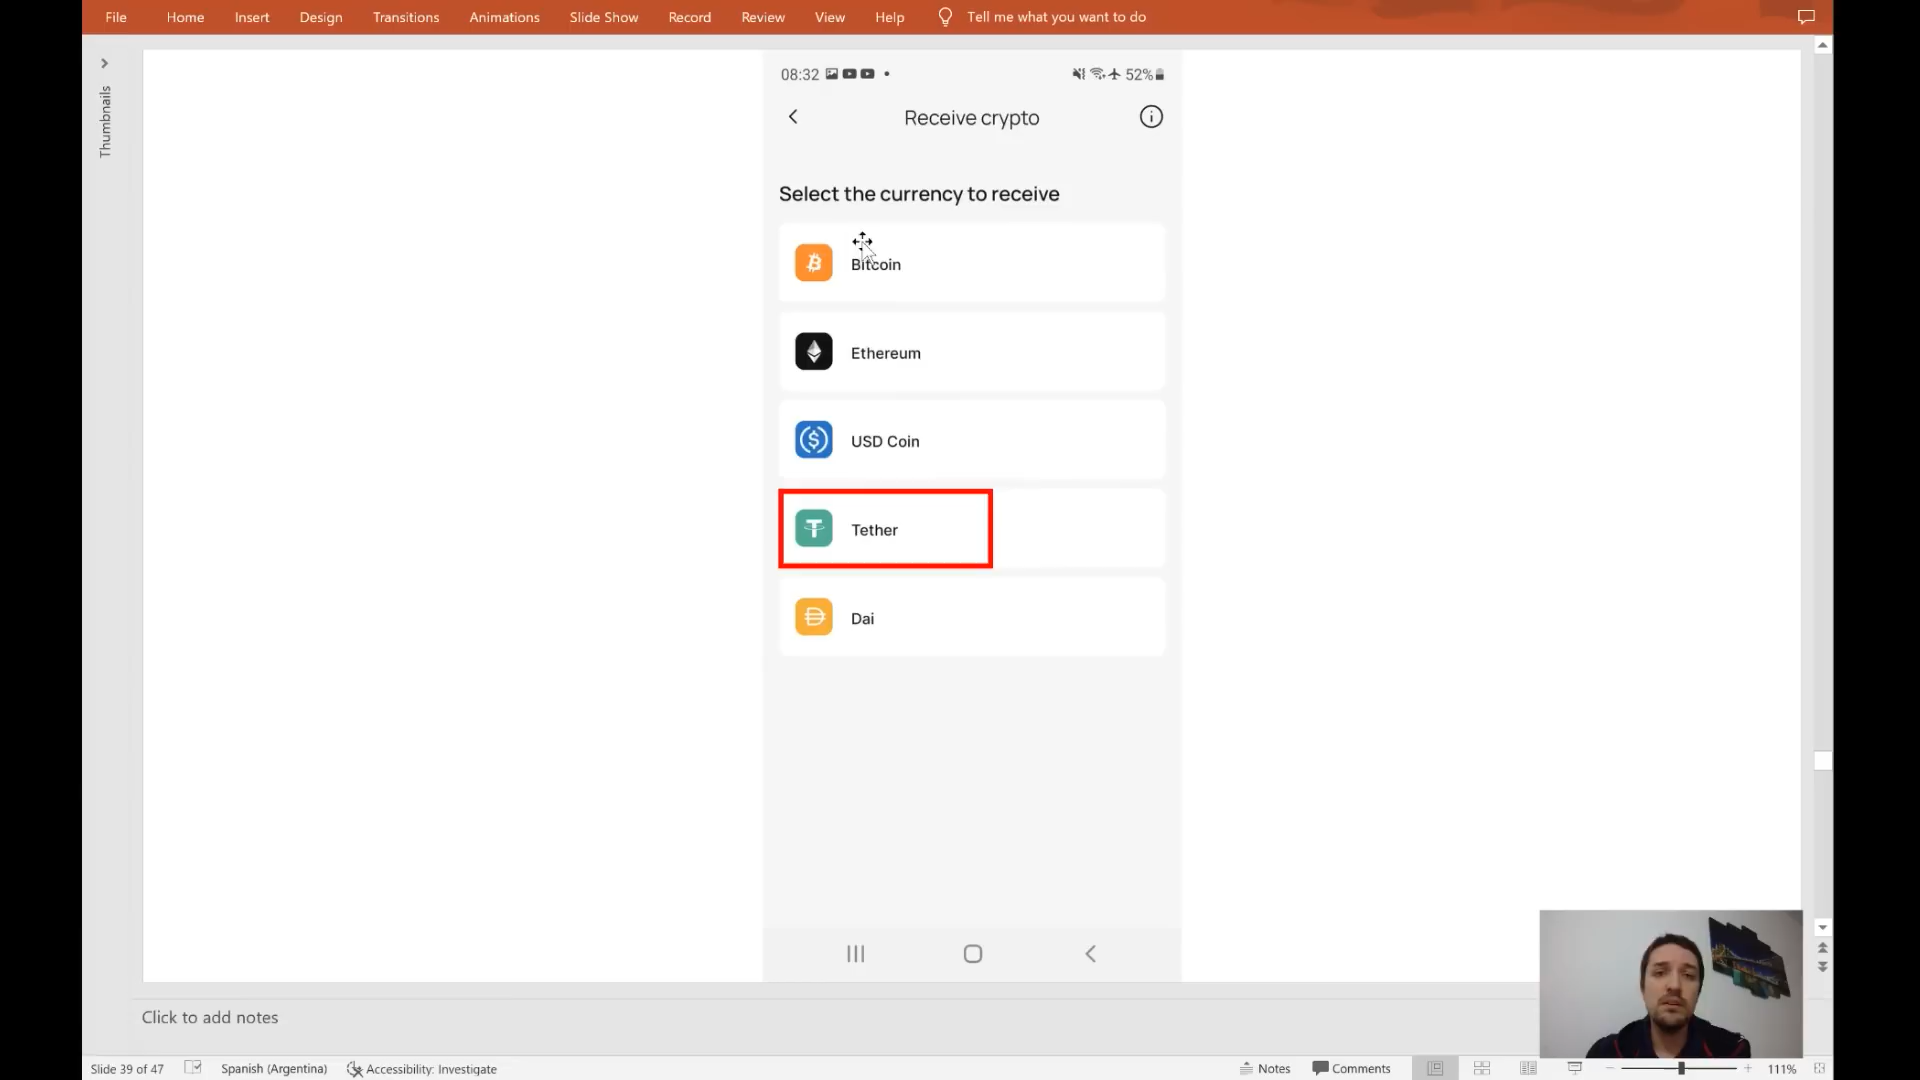 File Home Insert Design Transitions Animations Slide Show Record Review View Help Tell me what you want to do
Thumbnails
08:32 52%
Receive crypto
Select the currency to receive
Bitcoin
Ethereum
USD Coin
Tether
Dai
Click to add notes
Slide 39 of 47 Spanish (Argentina) Accessibility: Investigate Notes Comments 111%